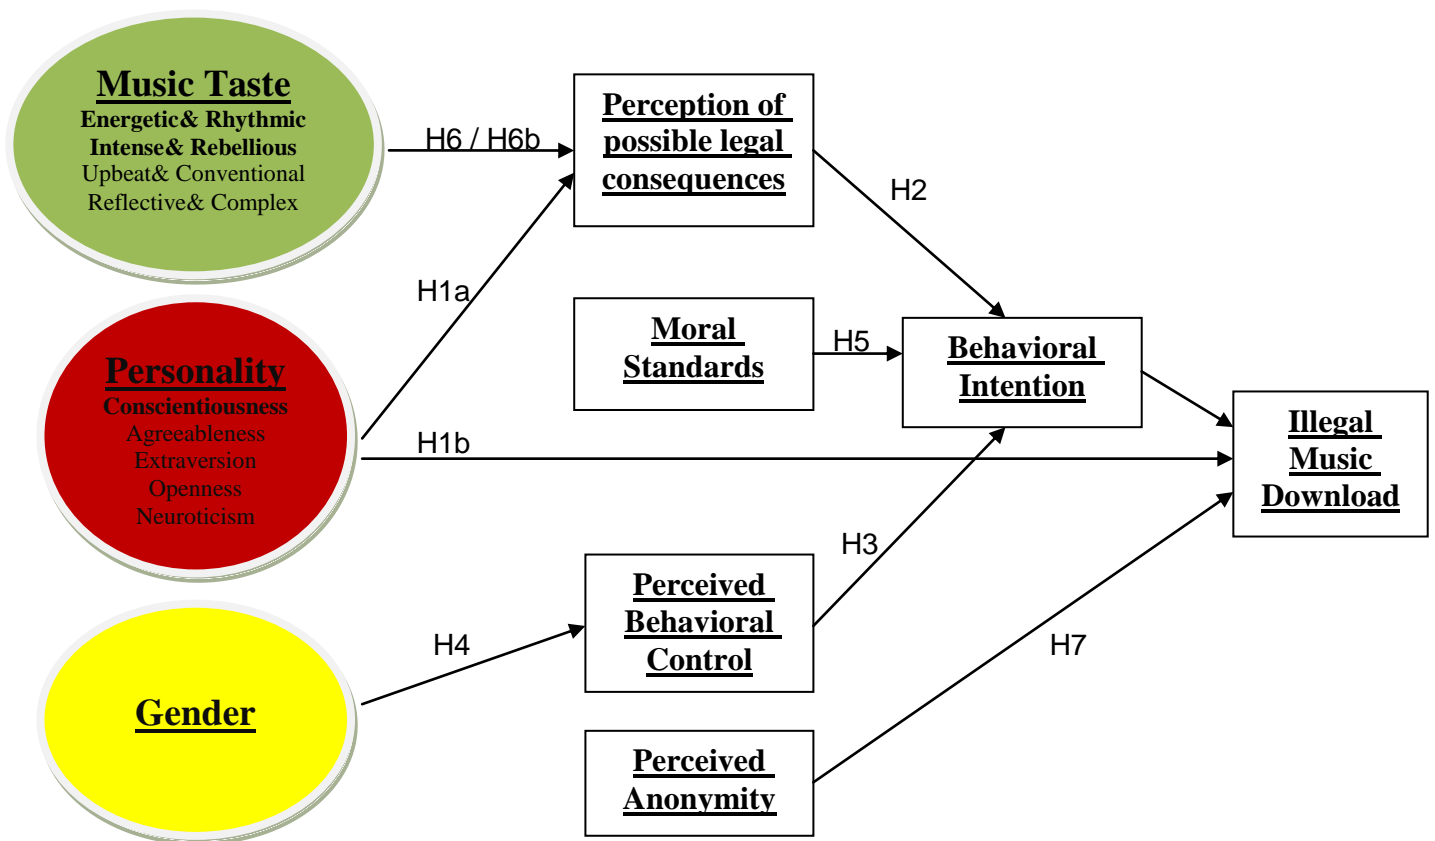 Music Taste
Energetic& Rhythmic
Intense& Rebellious
Upbeat& Conventional
Reflective& Complex
H6 / H6b
Perception of
possible legal
consequences
H2
H1a
Moral
Standards
H5
Behavioral
Intention
Personality
Conscientiousness
Agreeableness
Extraversion
Openness
Neuroticism
H1b
Illegal
Music
Download
H3
Perceived
Behavioral
Control
H4
H7
Gender
Perceived
Anonymity